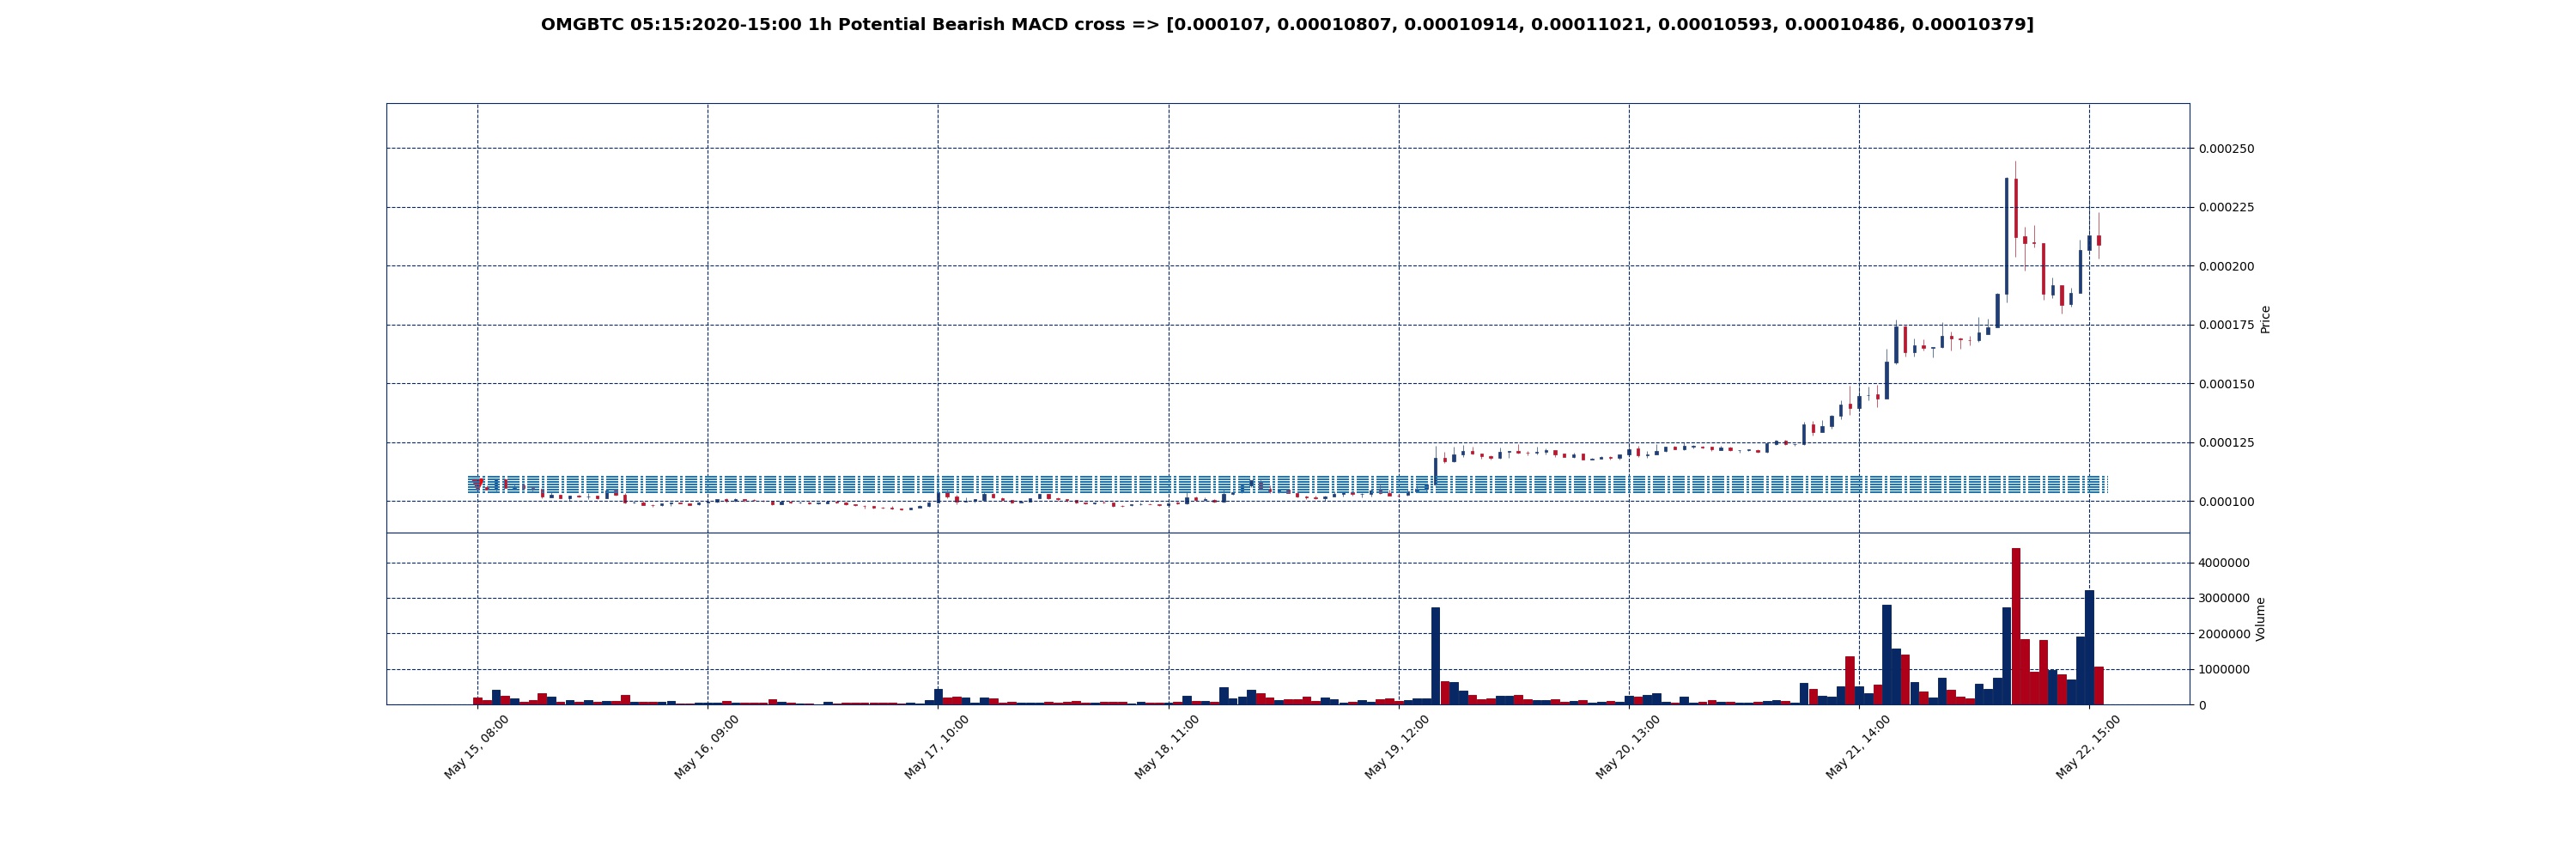 OMGBTC 05:15:2020-15:00 1h Potential Bearish MACD cross => [0.000107, 0.00010807, 0.00010914, 0.00011021, 0.00010593, 0.00010486, 0.00010379]
0.000250
0.000225
0.000200
0.000175
0.000150
0.000125
0.000100
Price
4000000
3000000
2000000
1000000
0
Volume
May 15, 08:00
May 16, 09:00
May 17, 10:00
May 18, 11:00
May 19, 12:00
May 20, 13:00
May 21, 14:00
May 22, 15:00